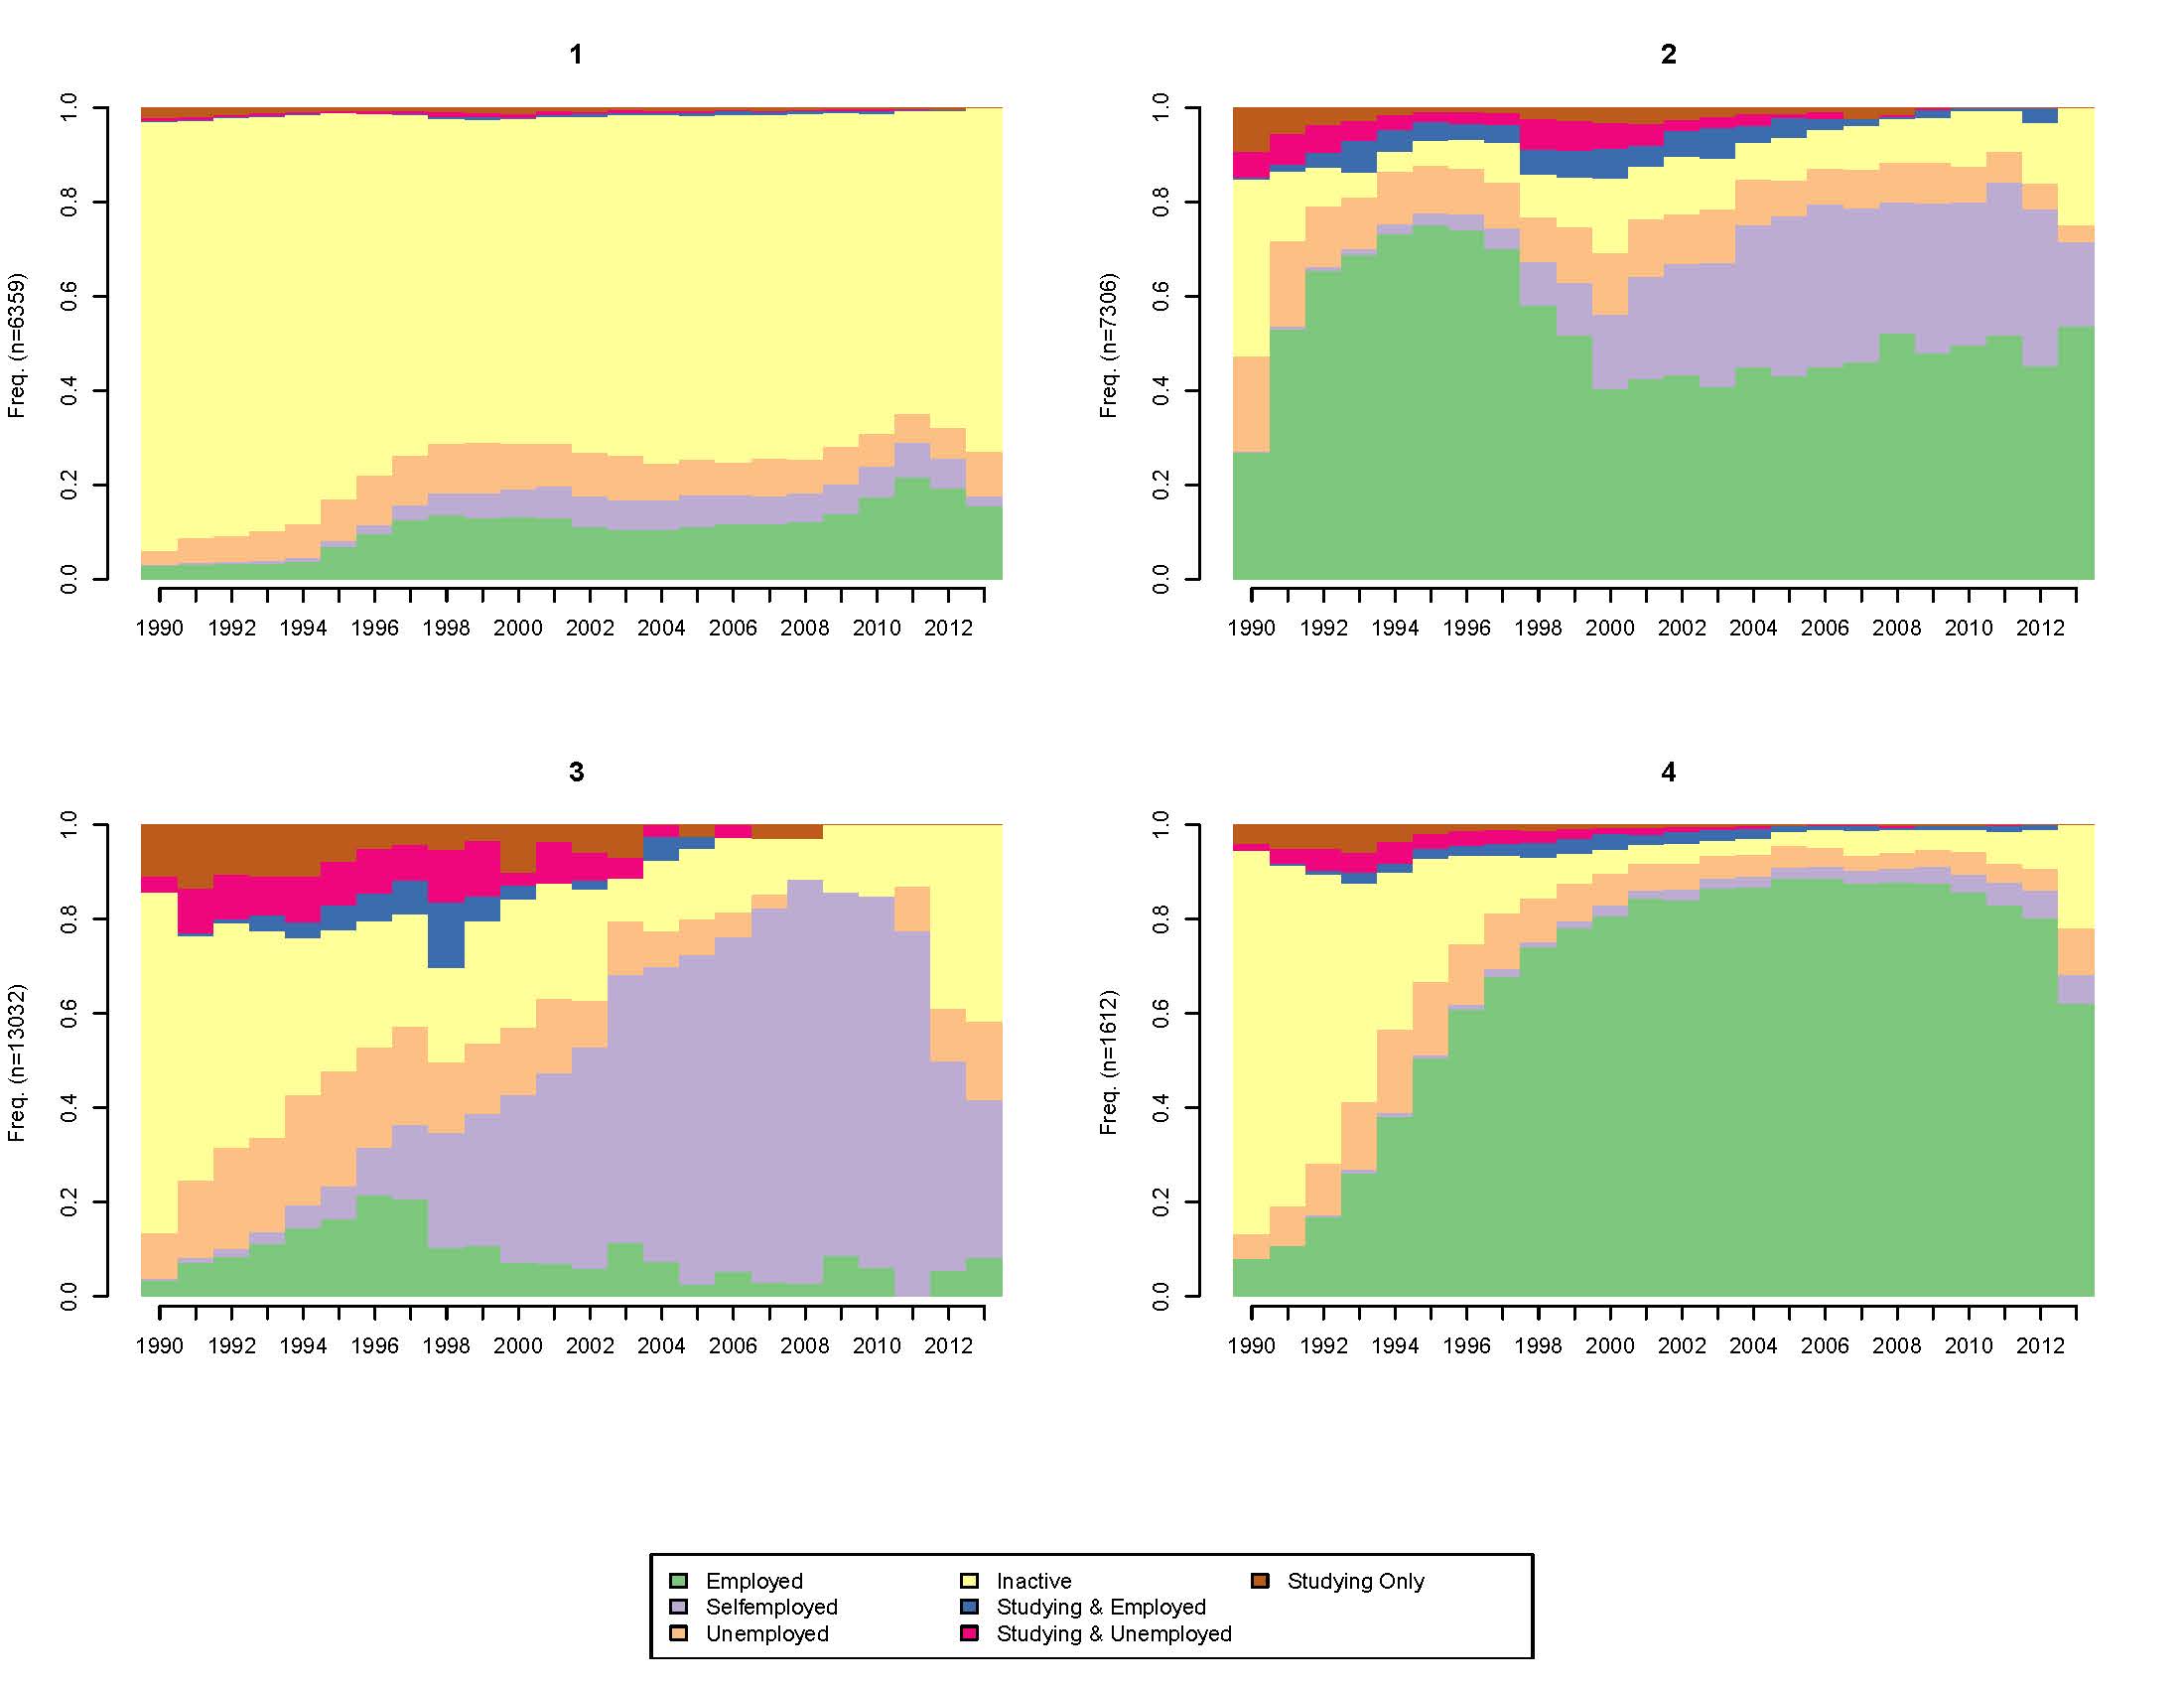 1
2
Freq. (n=6359)
0.0 0.2 0.4 0.6 0.8 1.0
1990 1992 1994 1996 1998 2000 2002 2004 2006 2008 2010 2012
Freq. (n=7306)
0.0 0.2 0.4 0.6 0.8 1.0
1990 1992 1994 1996 1998 2000 2002 2004 2006 2008 2010 2012
3
4
Freq. (n=13032)
0.0 0.2 0.4 0.6 0.8 1.0
1990 1992 1994 1996 1998 2000 2002 2004 2006 2008 2010 2012
Freq. (n=1612)
0.0 0.2 0.4 0.6 0.8 1.0
1990 1992 1994 1996 1998 2000 2002 2004 2006 2008 2010 2012
Employed
Selfemployed
Unemployed
Inactive
Studying & Employed
Studying & Unemployed
Studying Only